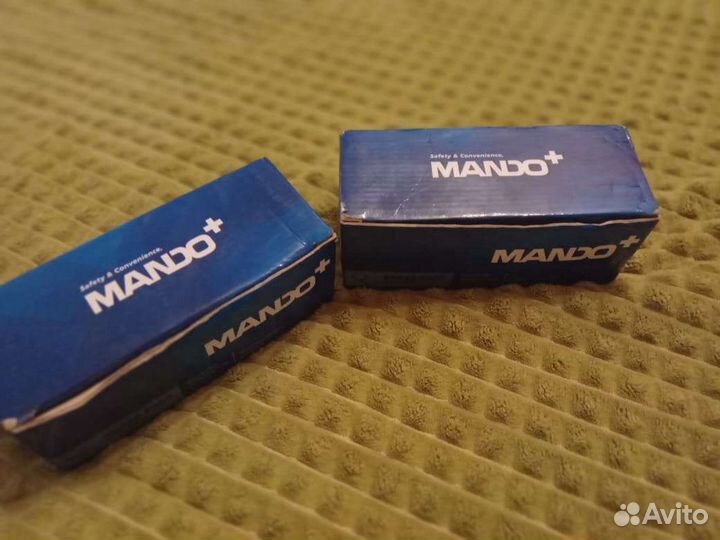 Safety & Convenience,
MANDO+
MANDO+
Safety & Convenience,
MANDO+
MANDO+
Avito